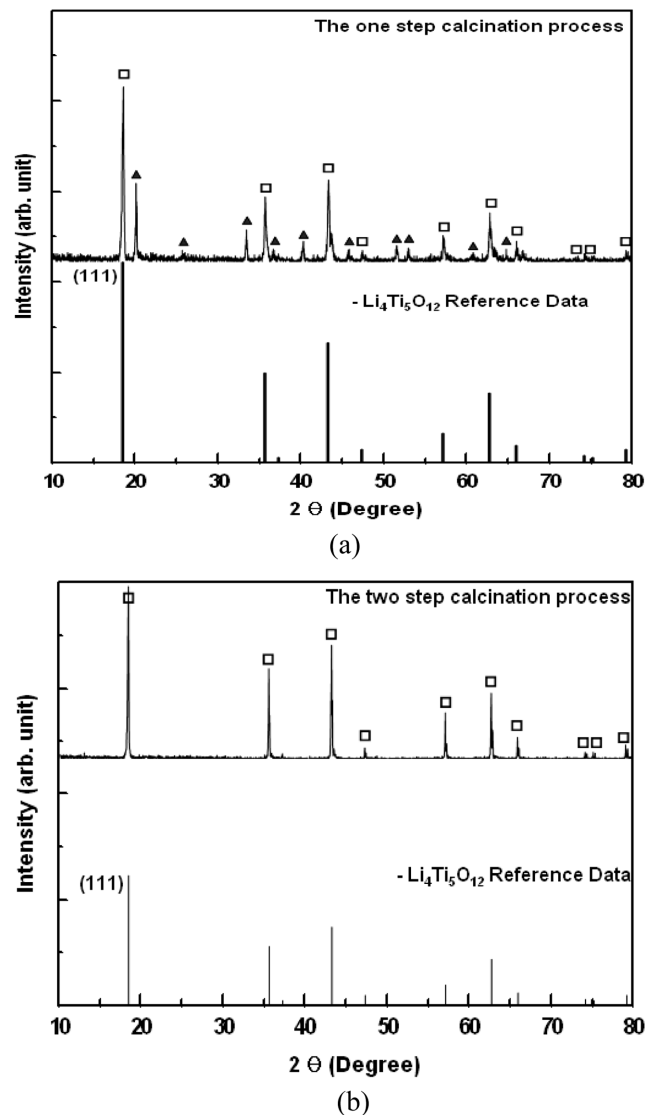 The one step calcination process
Intensity (arb. unit)
(111)
- Li₄Ti₅O₁₂ Reference Data
10 20 30 40 50 60 70 80
2 Θ (Degree)
(a)
The two step calcination process
Intensity (arb. unit)
(111)
- Li₄Ti₅O₁₂ Reference Data
10 20 30 40 50 60 70 80
2 Θ (Degree)
(b)